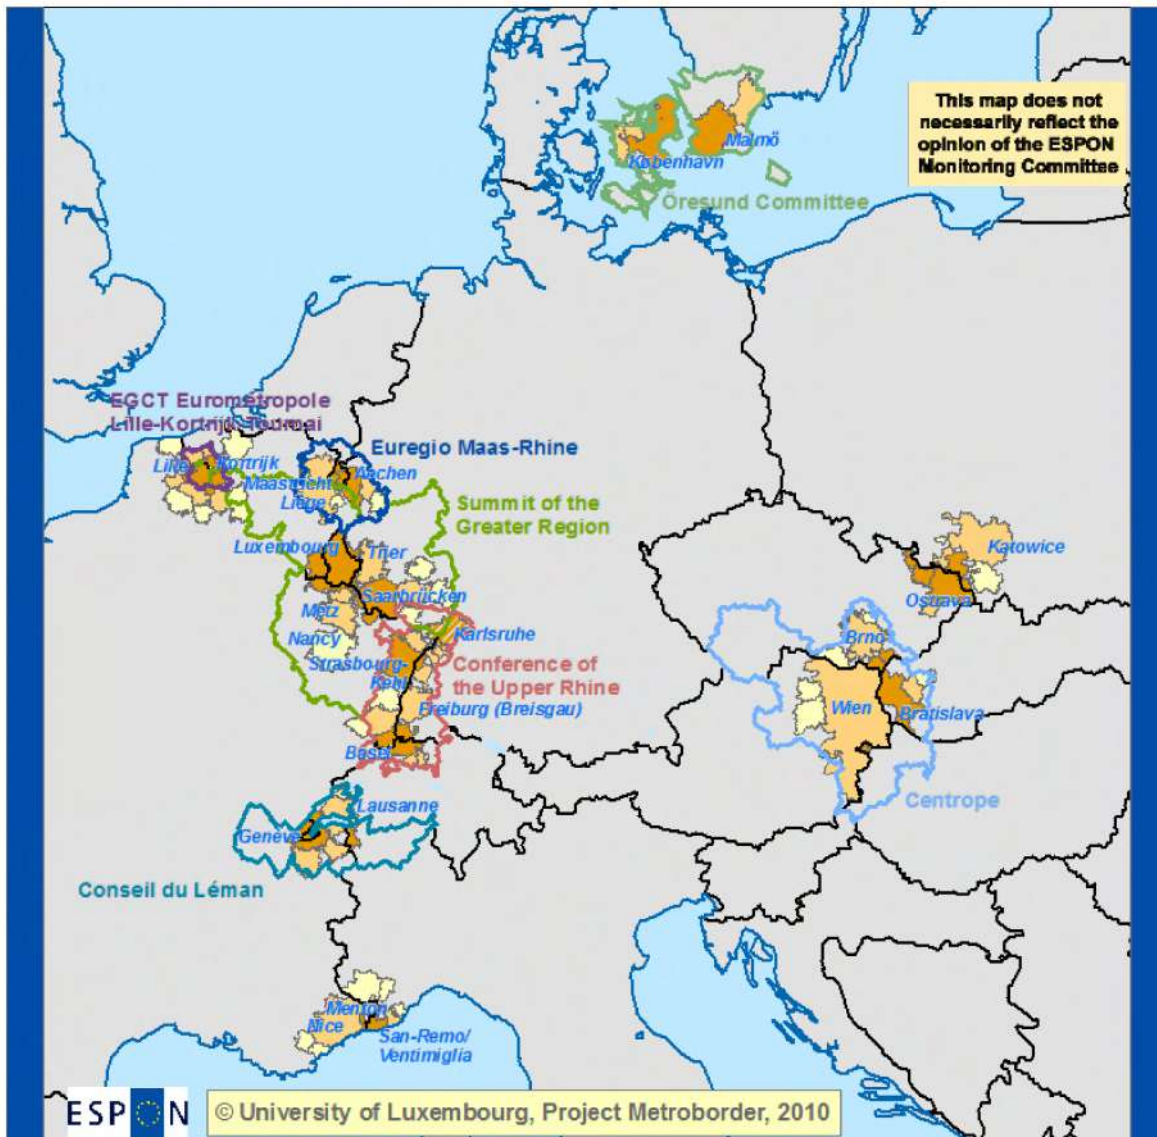 This map does not
necessarily reflect the
opinion of the ESPON
Monitoring Committee
Malmö
København
Öresund Committee
EGCT Eurométropole
Lille-Kortrijk-Tournai
Euregio Maas-Rhine
Lille
Kortrijk
Aachen
Maastricht
Liège
Summit of the
Greater Region
Luxembourg
Trier
Katowice
Ostrava
Saarbrücken
Metz
Nancy
Karlsruhe
Brno
Strasbourg-
Kehl
Conference of
the Upper Rhine
Freiburg (Breisgau)
Wien
Bratislava
Basel
Centrope
Lausanne
Genève
Conseil du Léman
Menton
Nice
San-Remo/
Ventimiglia
ESPON
© University of Luxembourg, Project Metroborder, 2010